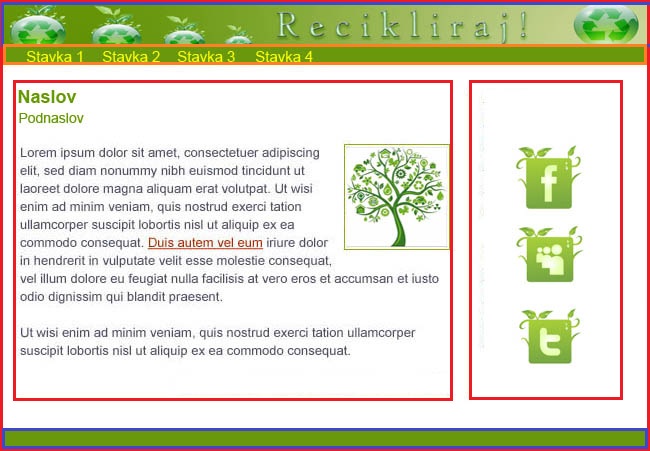 Recikliraj!
Stavka 1 Stavka 2 Stavka 3 Stavka 4
Naslov
Podnaslov
Lorem ipsum dolor sit amet, consectetuer adipiscing
elit, sed diam nonummy nibh euismod tincidunt ut
laoreet dolore magna aliquam erat volutpat. Ut wisi
enim ad minim veniam, quis nostrud exerci tation
ullamcorper suscipit lobortis nisl ut aliquip ex ea
commodo consequat. Duis autem vel eum iriure dolor
in hendrerit in vulputate velit esse molestie consequat,
vel illum dolore eu feugiat nulla facilisis at vero eros et accumsan et iusto
odio dignissim qui blandit praesent.
Ut wisi enim ad minim veniam, quis nostrud exerci tation ullamcorper
suscipit lobortis nisl ut aliquip ex ea commodo consequat.
f
t